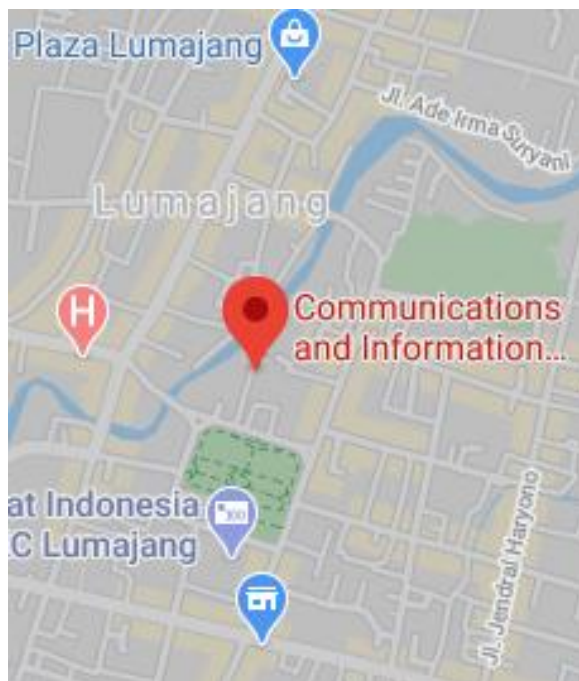 Plaza Lumajang
Jl. Ade Irma Suryani
Lumajang
H
Communications
and Information...
at Indonesia
C Lumajang
Jl. Jendral Haryono